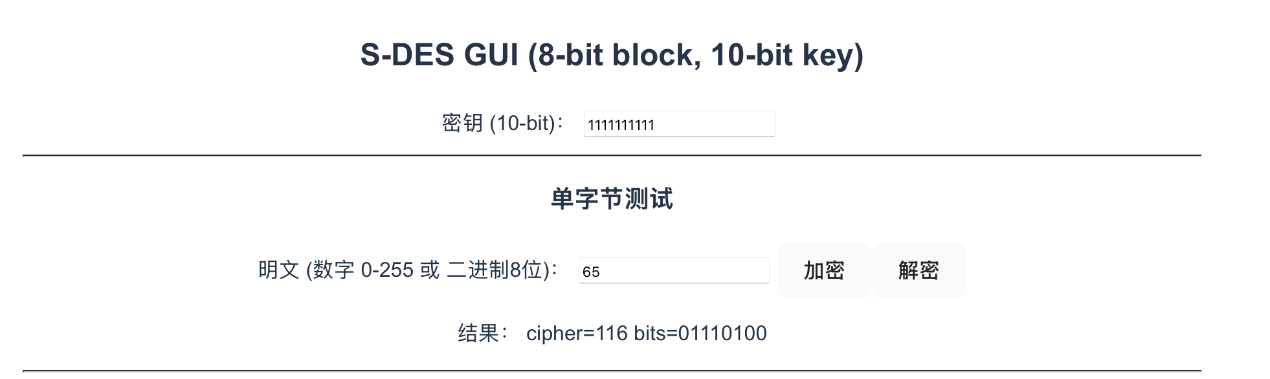 S-DES GUI (8-bit block, 10-bit key)
密钥 (10-bit)： 1111111111
单字节测试
明文 (数字 0-255 或 二进制8位)： 65 加密 解密
结果： cipher=116 bits=01110100